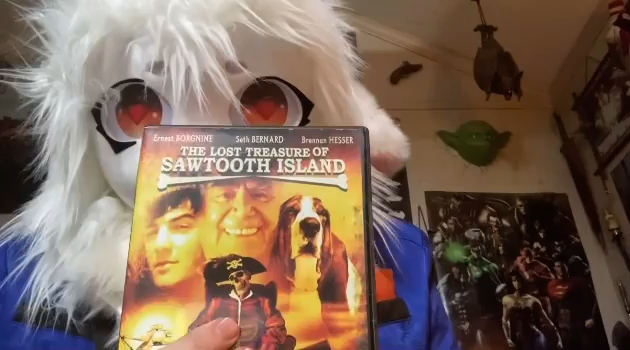 Ernest BORGNINE Seth BERNARD Brennan HESSER
THE LOST TREASURE OF
SAWTOOTH ISLAND